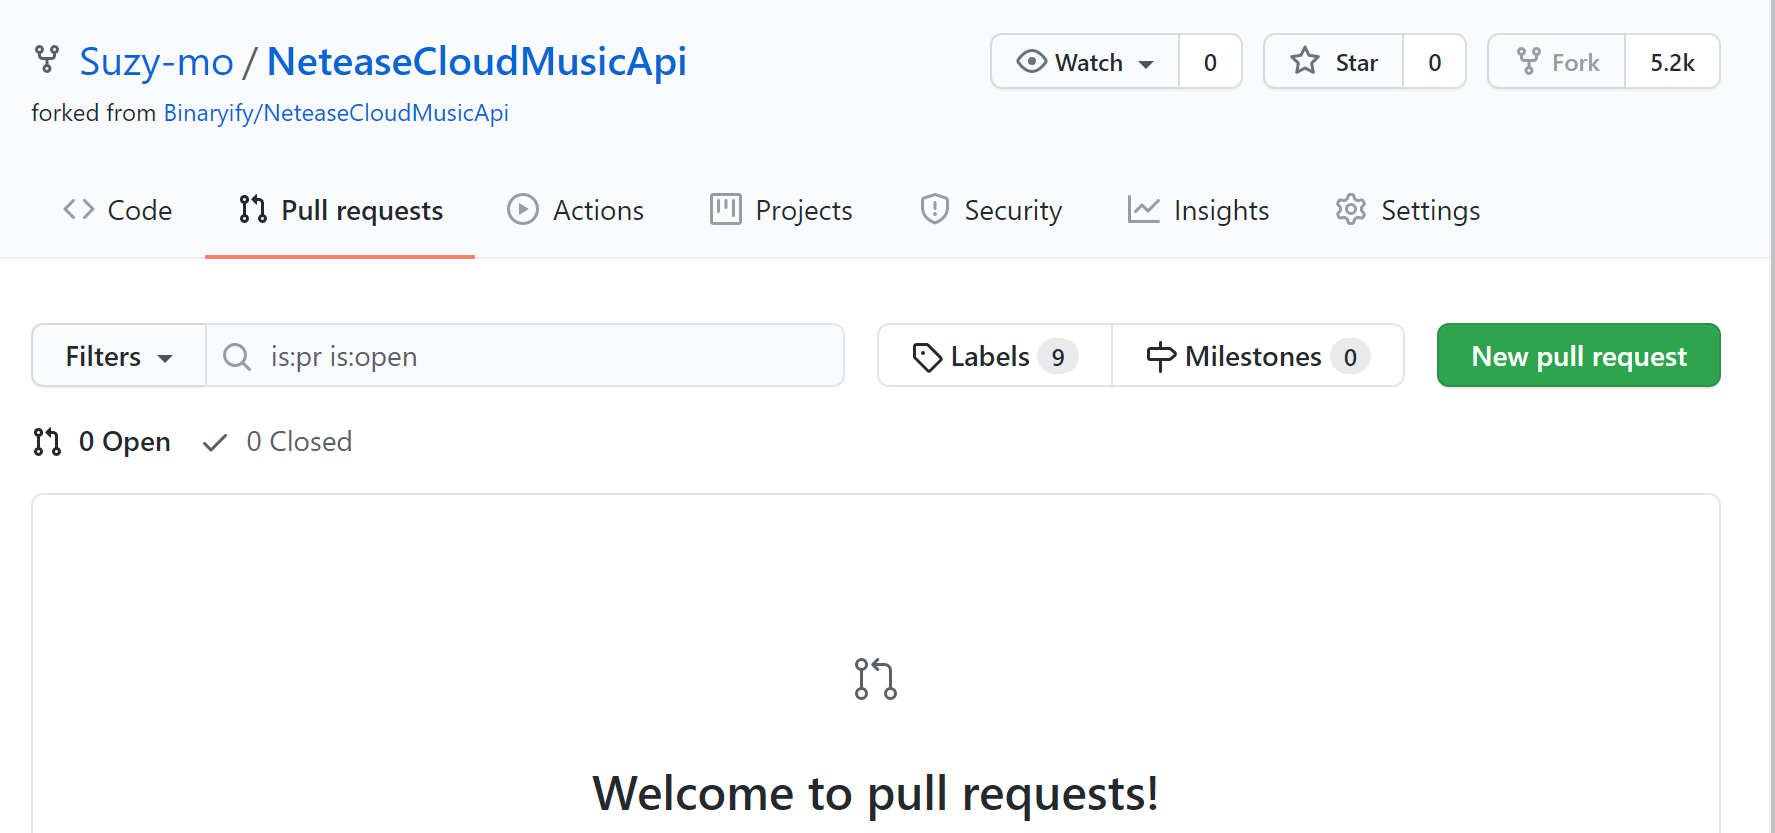 Suzy-mo / NeteaseCloudMusicApi
Watch 0
Star 0
Fork 5.2k
forked from Binaryify/NeteaseCloudMusicApi
Code
Pull requests
Actions
Projects
Security
Insights
Settings
Filters
is:pr is:open
Labels 9
Milestones 0
New pull request
0 Open
0 Closed
Welcome to pull requests!